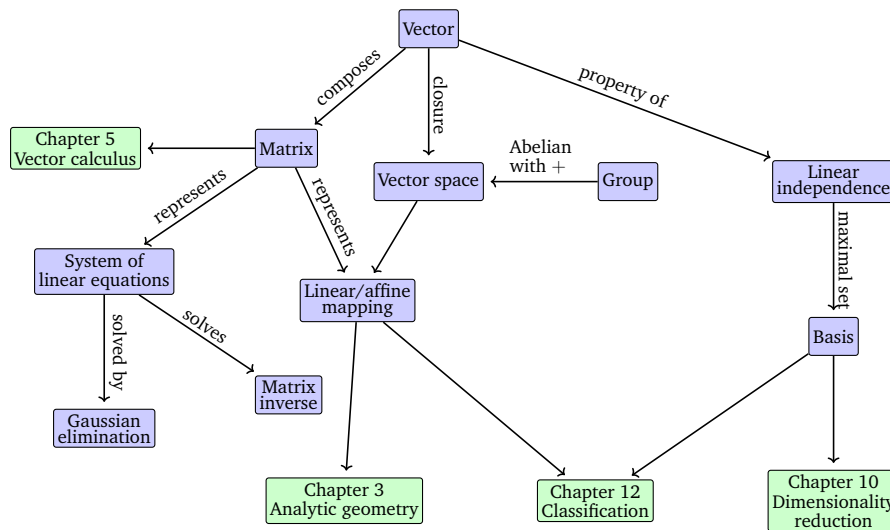 Vector
composes
closure
property of
Chapter 5
Vector calculus
Matrix
Abelian
with +
Vector space
Group
Linear
independence
represents
represents
maximal set
System of
linear equations
Linear/affine
mapping
solved by
solves
Basis
Matrix
inverse
Gaussian
elimination
Chapter 3
Analytic geometry
Chapter 12
Classification
Chapter 10
Dimensionality
reduction